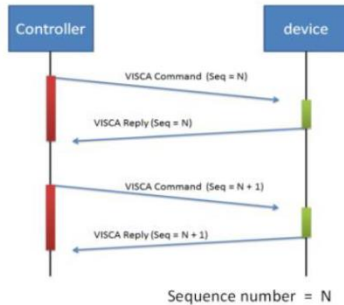 Controller
device
VISCA Command (Seq = N)
VISCA Reply (Seq = N)
VISCA Command (Seq = N + 1)
VISCA Reply (Seq = N + 1)
Sequence number = N